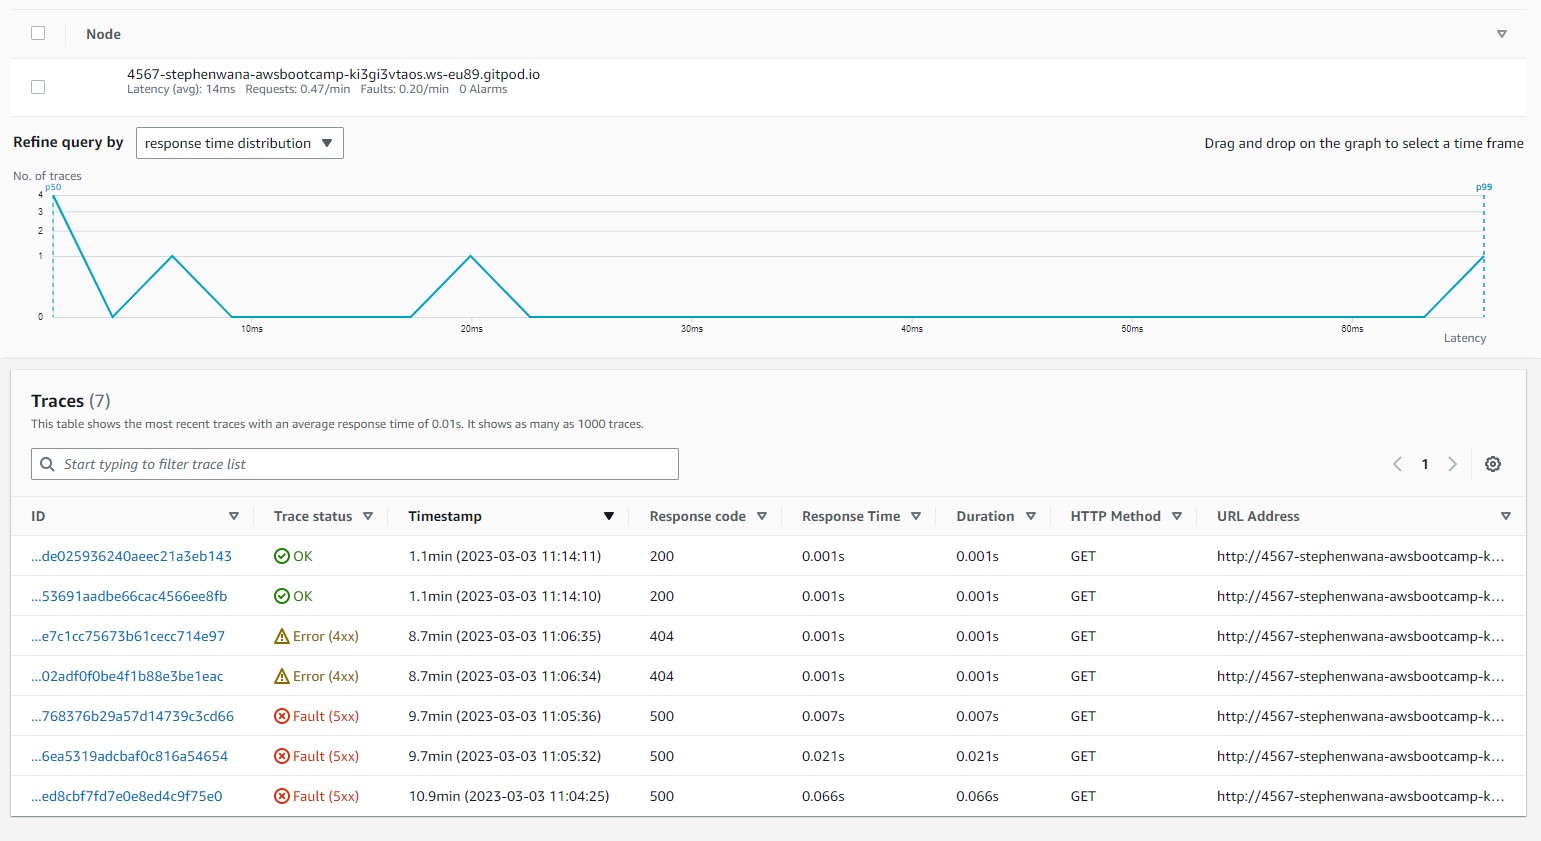 Node
4567-stephenwana-awsbootcamp-ki3gi3vtaos.ws-eu89.gitpod.io
Latency (avg): 14ms Requests: 0.47/min Faults: 0.20/min 0 Alarms
Refine query by response time distribution Drag and drop on the graph to select a time frame
No. of traces
p50 p99
4
3
2
1
0
10ms 20ms 30ms 40ms 50ms 60ms
Latency
Traces (7)
This table shows the most recent traces with an average response time of 0.01s. It shows as many as 1000 traces.
Start typing to filter trace list 1
ID Trace status Timestamp Response code Response Time Duration HTTP Method URL Address
...de025936240aeec21a3eb143 OK 1.1min (2023-03-03 11:14:11) 200 0.001s 0.001s GET http://4567-stephenwana-awsbootcamp-k...
...53691aadbe66cac4566ee8fb OK 1.1min (2023-03-03 11:14:10) 200 0.001s 0.001s GET http://4567-stephenwana-awsbootcamp-k...
...e7c1cc75673b61cecc714e97 Error (4xx) 8.7min (2023-03-03 11:06:35) 404 0.001s 0.001s GET http://4567-stephenwana-awsbootcamp-k...
...02adf0f0be4f1b88e3be1eac Error (4xx) 8.7min (2023-03-03 11:06:34) 404 0.001s 0.001s GET http://4567-stephenwana-awsbootcamp-k...
...768376b29a57d14739c3cd66 Fault (5xx) 9.7min (2023-03-03 11:05:36) 500 0.007s 0.007s GET http://4567-stephenwana-awsbootcamp-k...
...6ea5319adcbaf0c816a54654 Fault (5xx) 9.7min (2023-03-03 11:05:32) 500 0.021s 0.021s GET http://4567-stephenwana-awsbootcamp-k...
...ed8cbf7fd7e0e8ed4c9f75e0 Fault (5xx) 10.9min (2023-03-03 11:04:25) 500 0.066s 0.066s GET http://4567-stephenwana-awsbootcamp-k...